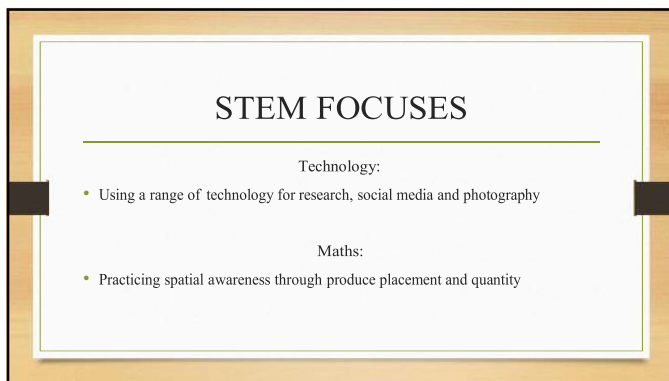 STEM FOCUSES
Technology:
• Using a range of technology for research, social media and photography
Maths:
• Practicing spatial awareness through produce placement and quantity